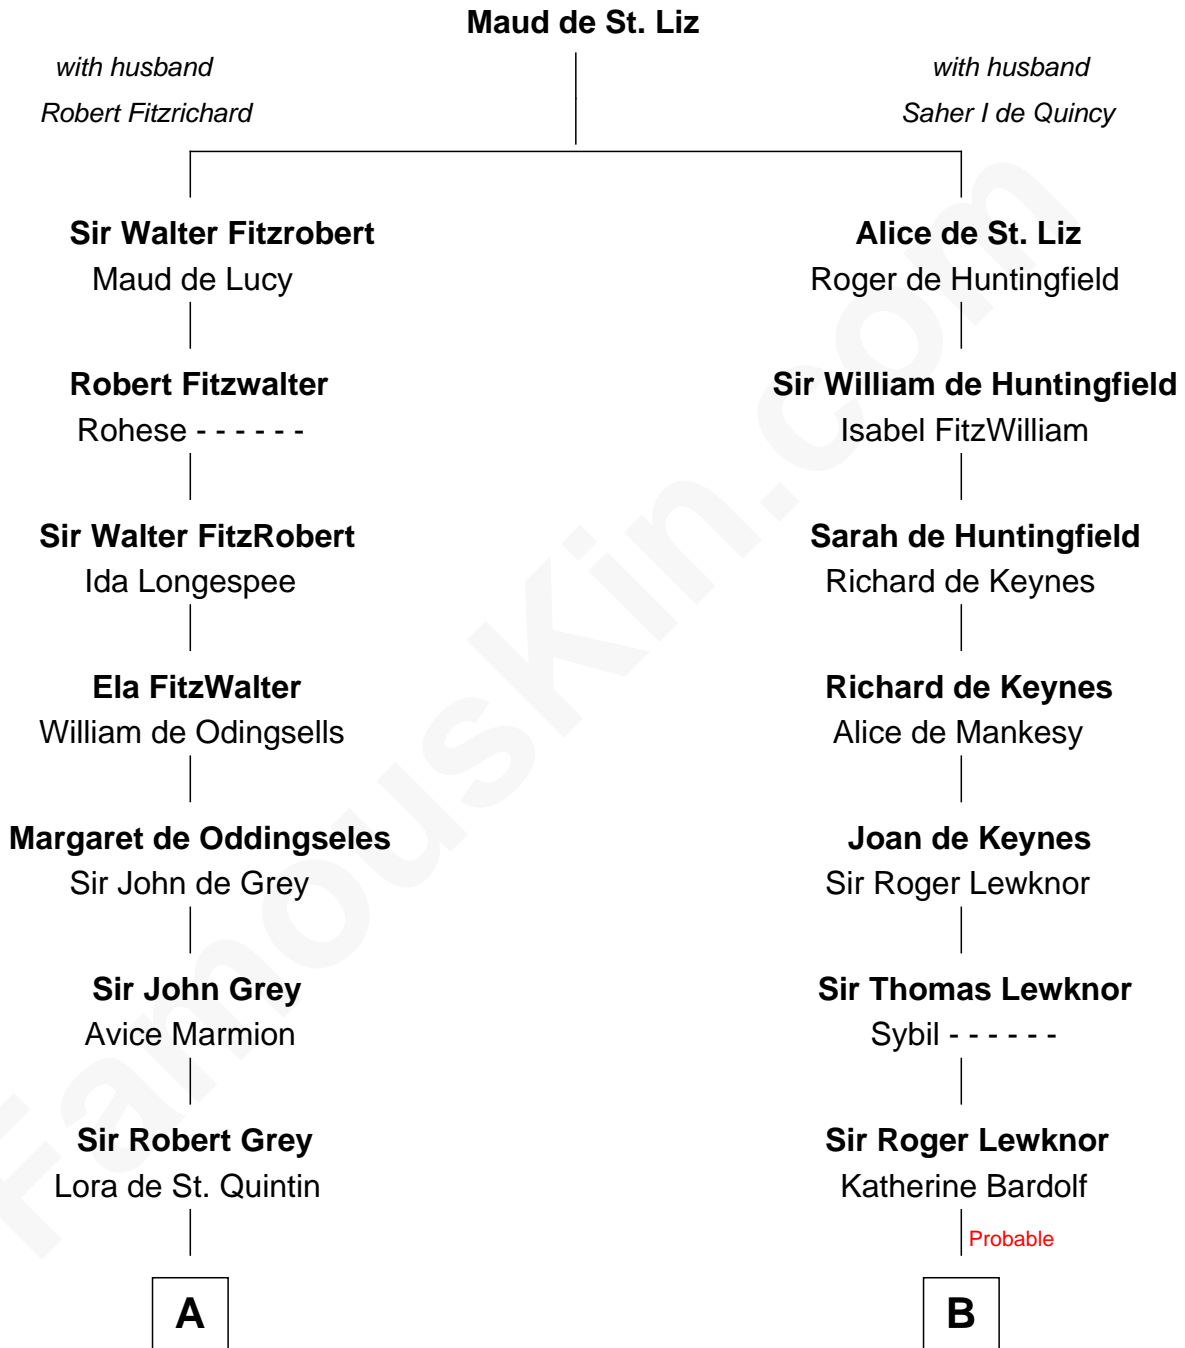 Maud de St. Liz
with husband
Robert Fitzrichard
with husband
Saher I de Quincy
Sir Walter Fitzrobert
Maud de Lucy
Alice de St. Liz
Roger de Huntingfield
Robert Fitzwalter
Rohese - - - - - -
Sir William de Huntingfield
Isabel FitzWilliam
Sir Walter FitzRobert
Ida Longespee
Sarah de Huntingfield
Richard de Keynes
Ela FitzWalter
William de Odingsells
Richard de Keynes
Alice de Mankesy
Margaret de Oddingseles
Sir John de Grey
Joan de Keynes
Sir Roger Lewknor
Sir John Grey
Avice Marmion
Sir Thomas Lewknor
Sybil - - - - - -
Sir Robert Grey
Lora de St. Quintin
Sir Roger Lewknor
Katherine Bardolf
Probable
A
B
FamousKin.com